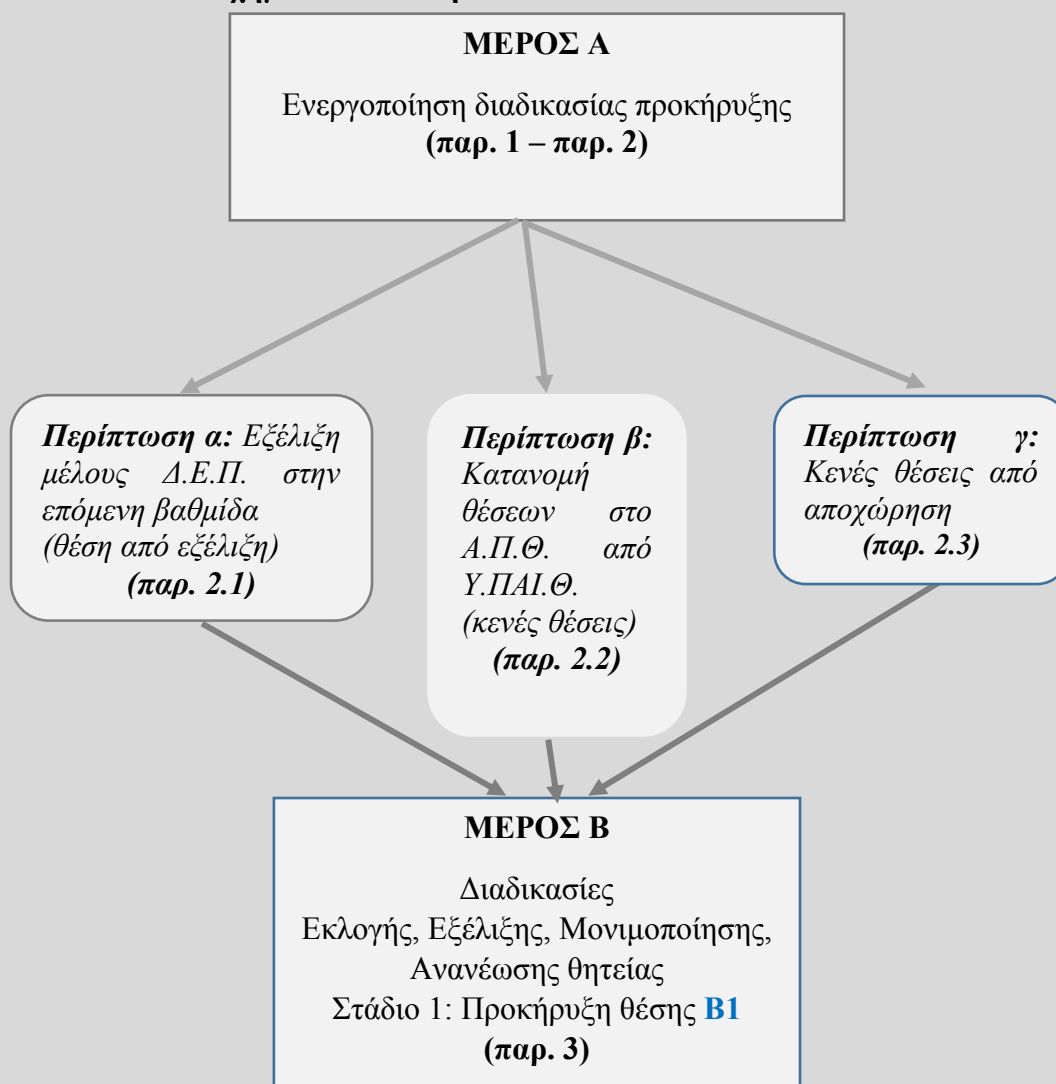 ΜΕΡΟΣ Α
Ενεργοποίηση διαδικασίας προκήρυξης
(παρ. 1 – παρ. 2)
Περίπτωση α: Εξέλιξη
μέλους Δ.Ε.Π. στην
επόμενη βαθμίδα
(θέση από εξέλιξη)
(παρ. 2.1)
Περίπτωση β:
Κατανομή
θέσεων στο
Α.Π.Θ. από
Υ.ΠΑΙ.Θ.
(κενές θέσεις)
(παρ. 2.2)
Περίπτωση γ:
Κενές θέσεις από
αποχώρηση
(παρ. 2.3)
ΜΕΡΟΣ Β
Διαδικασίες
Εκλογής, Εξέλιξης, Μονιμοποίησης,
Ανανέωσης θητείας
Στάδιο 1: Προκήρυξη θέσης Β1
(παρ. 3)